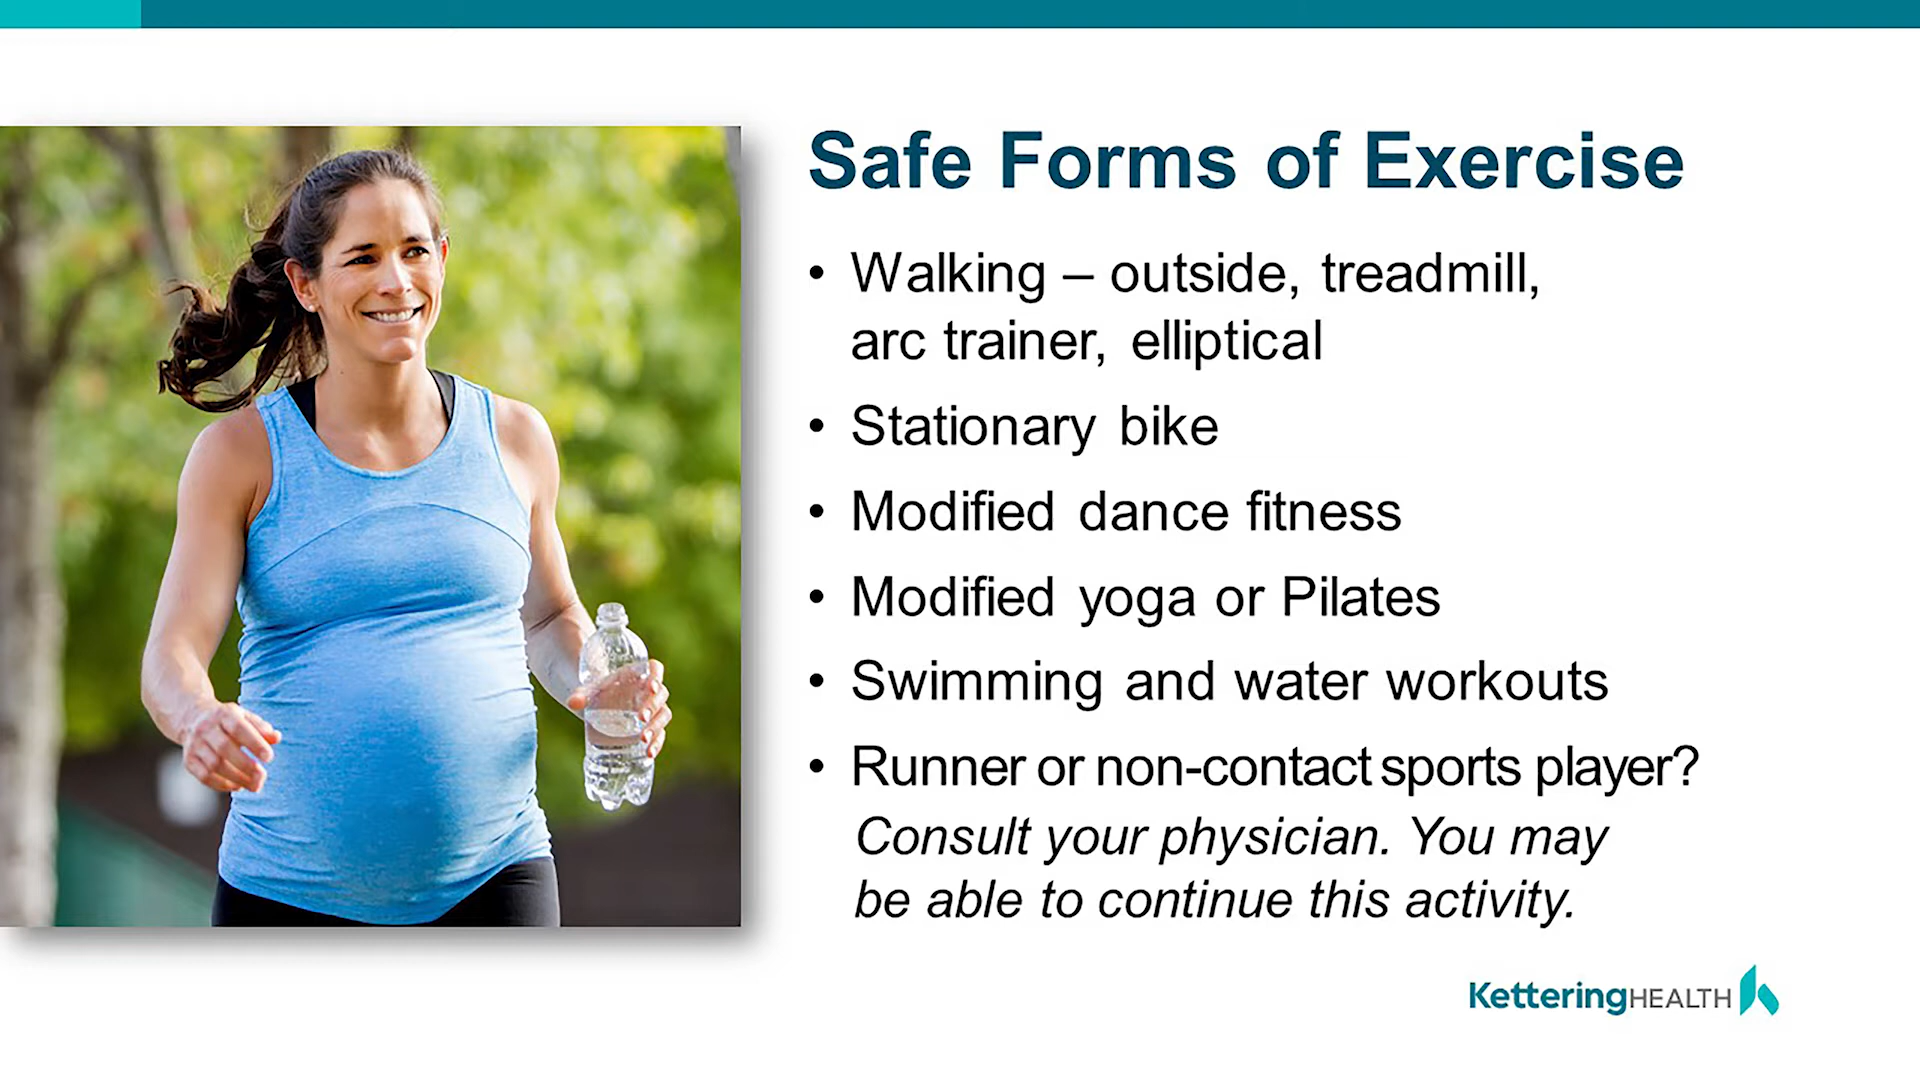 Safe Forms of Exercise
• Walking – outside, treadmill,
arc trainer, elliptical
• Stationary bike
• Modified dance fitness
• Modified yoga or Pilates
• Swimming and water workouts
• Runner or non-contact sports player?
Consult your physician. You may
be able to continue this activity.
Kettering HEALTH